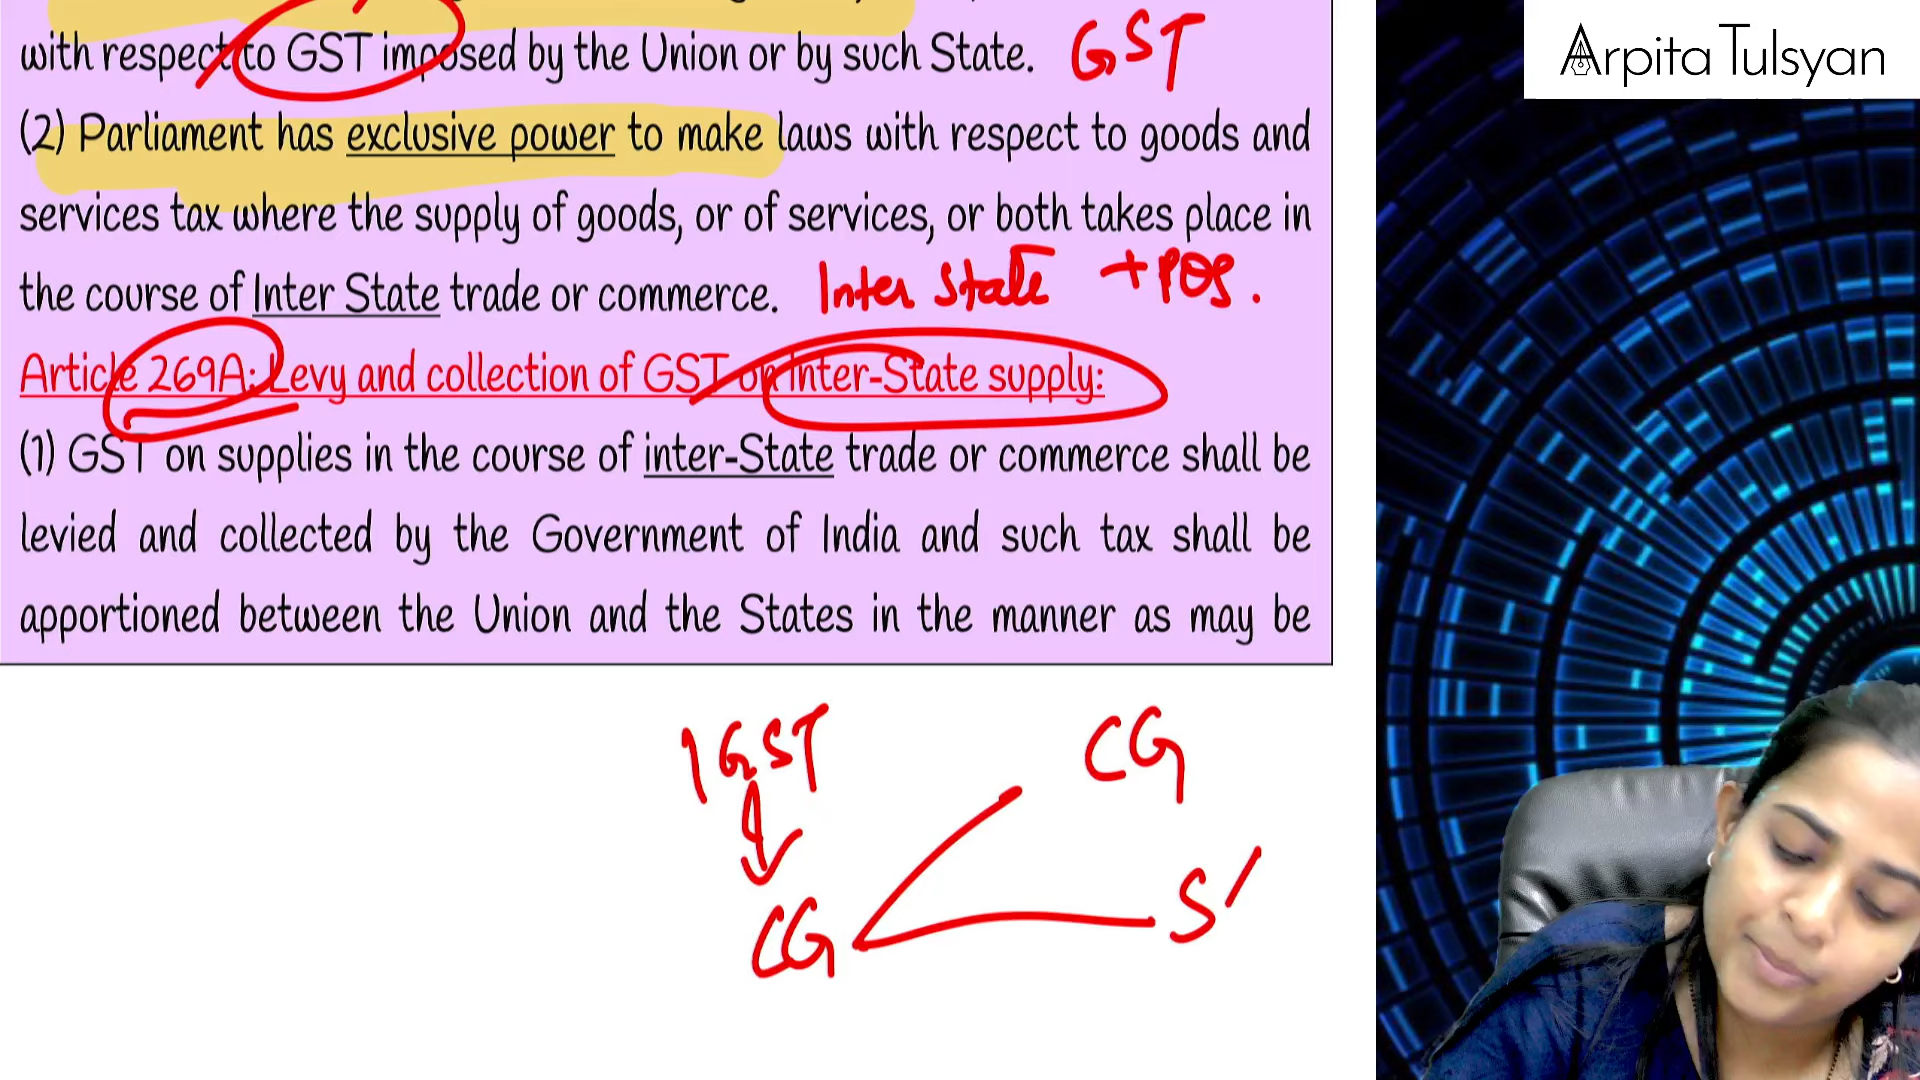 with respect to GST imposed by the Union or by such State. GST
Arpita Tulsyan
(2) Parliament has exclusive power to make laws with respect to goods and
services tax where the supply of goods, or of services, or both takes place in
the course of Inter State trade or commerce. Inter State + POS.
Article 269A: Levy and collection of GST on Inter-State supply:
(1) GST on supplies in the course of inter-State trade or commerce shall be
levied and collected by the Government of India and such tax shall be
apportioned between the Union and the States in the manner as may be
IGST CG
CG S